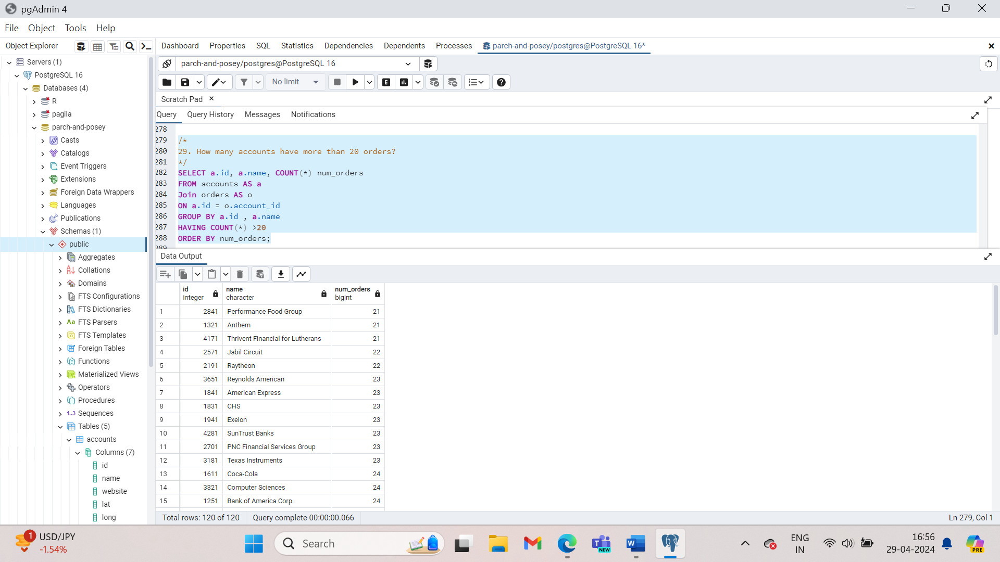 pgAdmin 4
File Object Tools Help
Object Explorer
Dashboard Properties SQL Statistics Dependencies Dependents Processes parch-and-posey/postgres@PostgreSQL 16*
Servers (1)
PostgreSQL 16
Databases (4)
R
pagila
parch-and-posey
Casts
Catalogs
Event Triggers
Extensions
Foreign Data Wrappers
Languages
Publications
Schemas (1)
public
Aggregates
Collations
Domains
FTS Configurations
FTS Dictionaries
Aa FTS Parsers
FTS Templates
Foreign Tables
Functions
Materialized Views
Operators
Procedures
1..3 Sequences
Tables (5)
accounts
Columns (7)
id
name
website
lat
long
parch-and-posey/postgres@PostgreSQL 16
No limit
E
Scratch Pad
Query Query History Messages Notifications
278
279 /*
280 29. How many accounts have more than 20 orders?
281 */
282 SELECT a.id, a.name, COUNT(*) num_orders
283 FROM accounts AS a
284 Join orders AS o
285 ON a.id = o.account_id
286 GROUP BY a.id , a.name
287 HAVING COUNT(*) >20
288 ORDER BY num_orders;
289
Data Output
id name num_orders
integer character bigint
1 2841 Performance Food Group 21
2 1321 Anthem 21
3 4171 Thrivent Financial for Lutherans 21
4 2571 Jabil Circuit 22
5 2191 Raytheon 22
6 3651 Reynolds American 23
7 1841 American Express 23
8 1831 CHS 23
9 1941 Exelon 23
10 4281 SunTrust Banks 23
11 2701 PNC Financial Services Group 23
12 3181 Texas Instruments 23
13 1611 Coca-Cola 24
14 3321 Computer Sciences 24
15 1251 Bank of America Corp. 24
Total rows: 120 of 120 Query complete 00:00:00.066
Ln 279, Col 1
1 USD/JPY
-1.54%
Search
T NEW
W
ENG
IN
16:56
29-04-2024
PRE